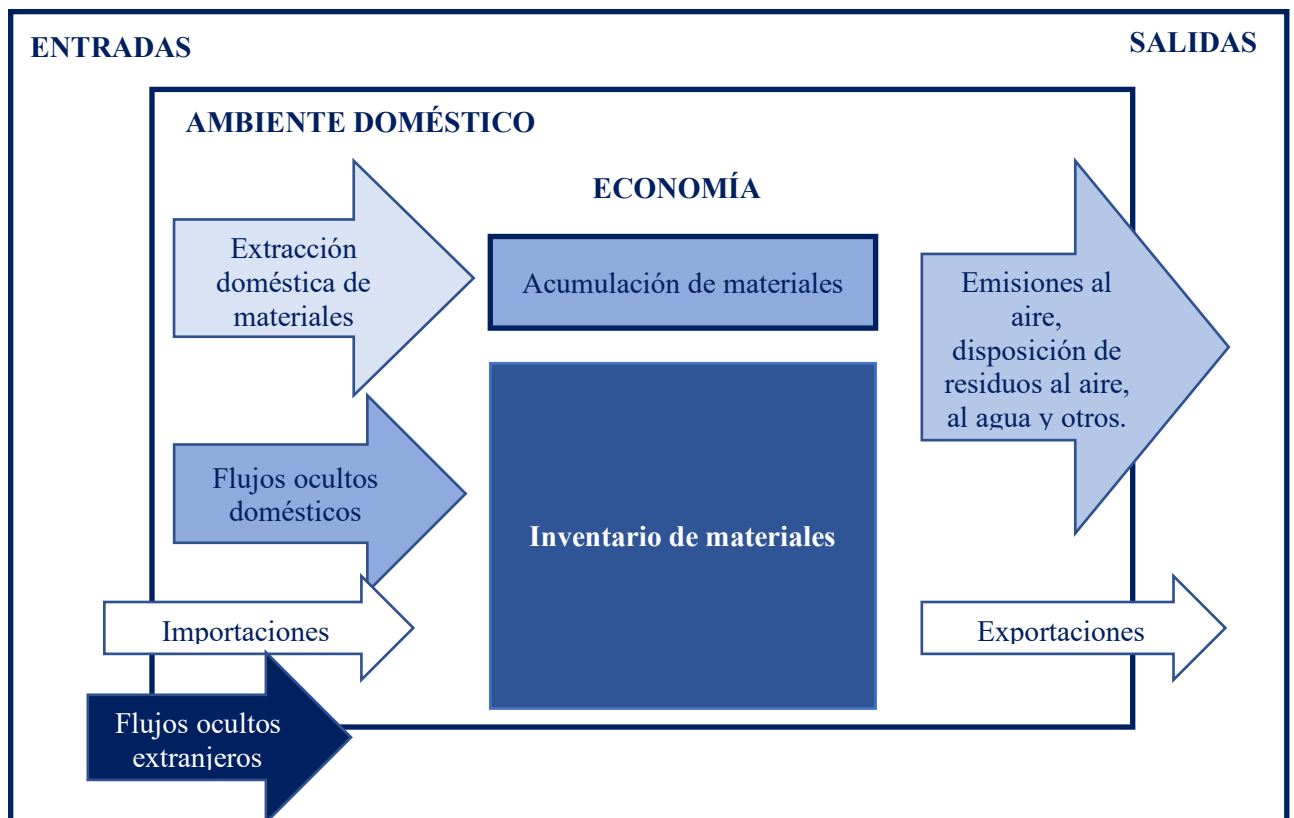 ENTRADAS
SALIDAS
AMBIENTE DOMÉSTICO
ECONOMÍA
Extracción
doméstica de
materiales
Acumulación de materiales
Emisiones al
aire,
disposición de
residuos al aire,
al agua y otros.
Flujos ocultos
domésticos
Inventario de materiales
Importaciones
Exportaciones
Flujos ocultos
extranjeros